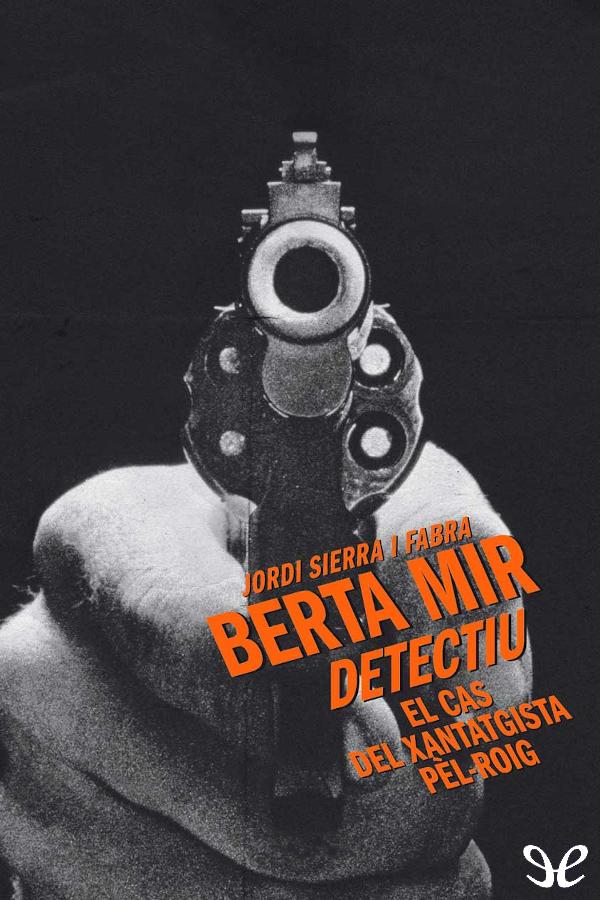 JORDI SIERRA I FABRA
BERTA MIR
DETECTIU
EL CAS
DEL XANTATGISTA
PÈL-ROIG